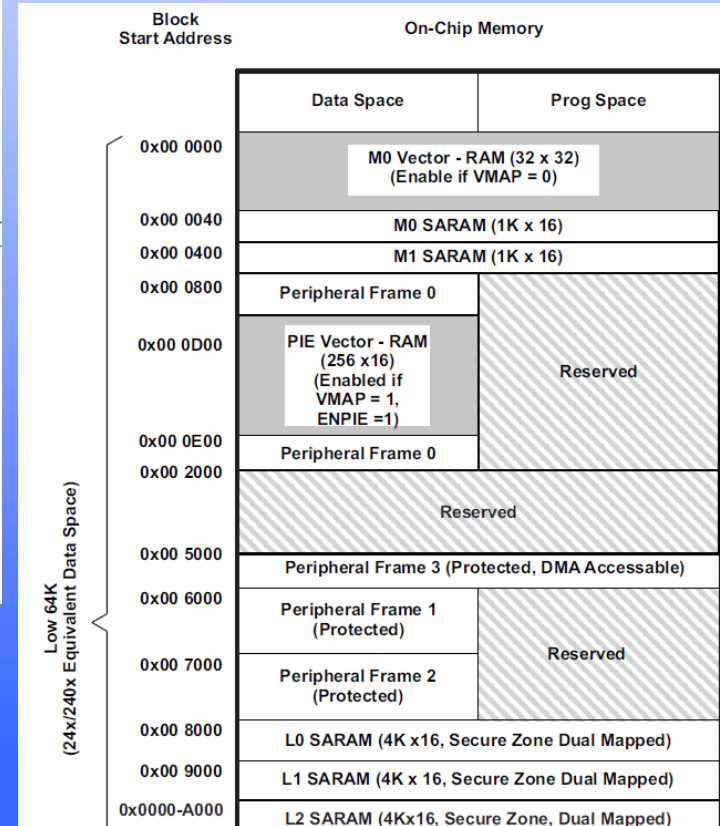 Block
Start Address
On-Chip Memory
Data Space
Prog Space
0x00 0000
M0 Vector - RAM (32 x 32)
(Enable if VMAP = 0)
0x00 0040
M0 SARAM (1K x 16)
0x00 0400
M1 SARAM (1K x 16)
0x00 0800
Peripheral Frame 0
0x00 0D00
PIE Vector - RAM
(256 x16)
(Enabled if
VMAP = 1,
ENPIE =1)
Reserved
0x00 0E00
Peripheral Frame 0
0x00 2000
Reserved
0x00 5000
Peripheral Frame 3 (Protected, DMA Accessable)
0x00 6000
Peripheral Frame 1
(Protected)
Reserved
0x00 7000
Peripheral Frame 2
(Protected)
0x00 8000
L0 SARAM (4K x16, Secure Zone Dual Mapped)
0x00 9000
L1 SARAM (4K x 16, Secure Zone Dual Mapped)
0x0000-A000
L2 SARAM (4Kx16, Secure Zone, Dual Mapped)
Low 64K
(24x/240x Equivalent Data Space)